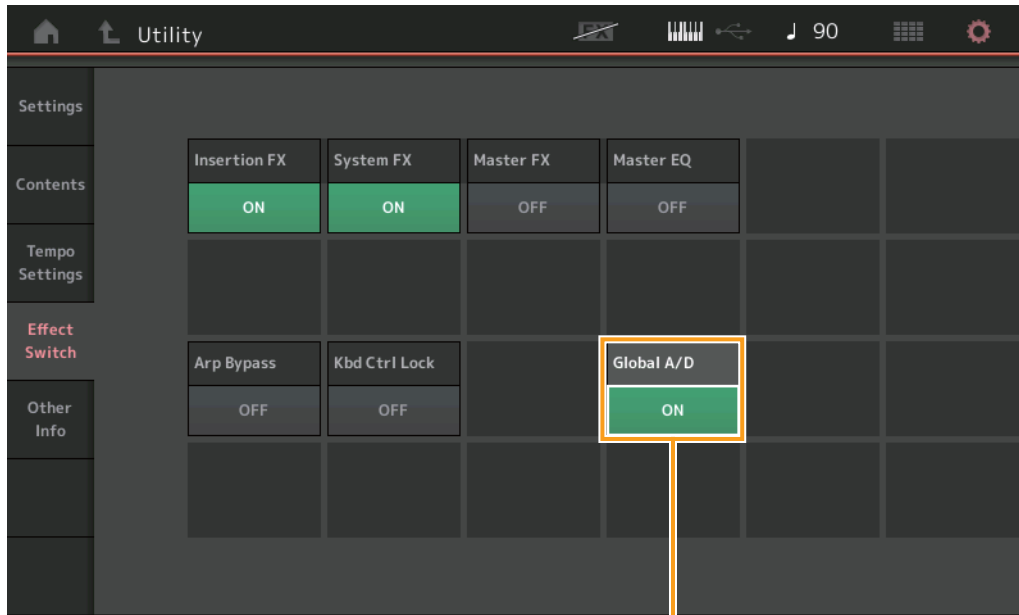 Utility
FX
90
Settings
Contents
Tempo
Settings
Effect
Switch
Other
Info
Insertion FX
ON
System FX
ON
Master FX
OFF
Master EQ
OFF
Arp Bypass
OFF
Kbd Ctrl Lock
OFF
Global A/D
ON